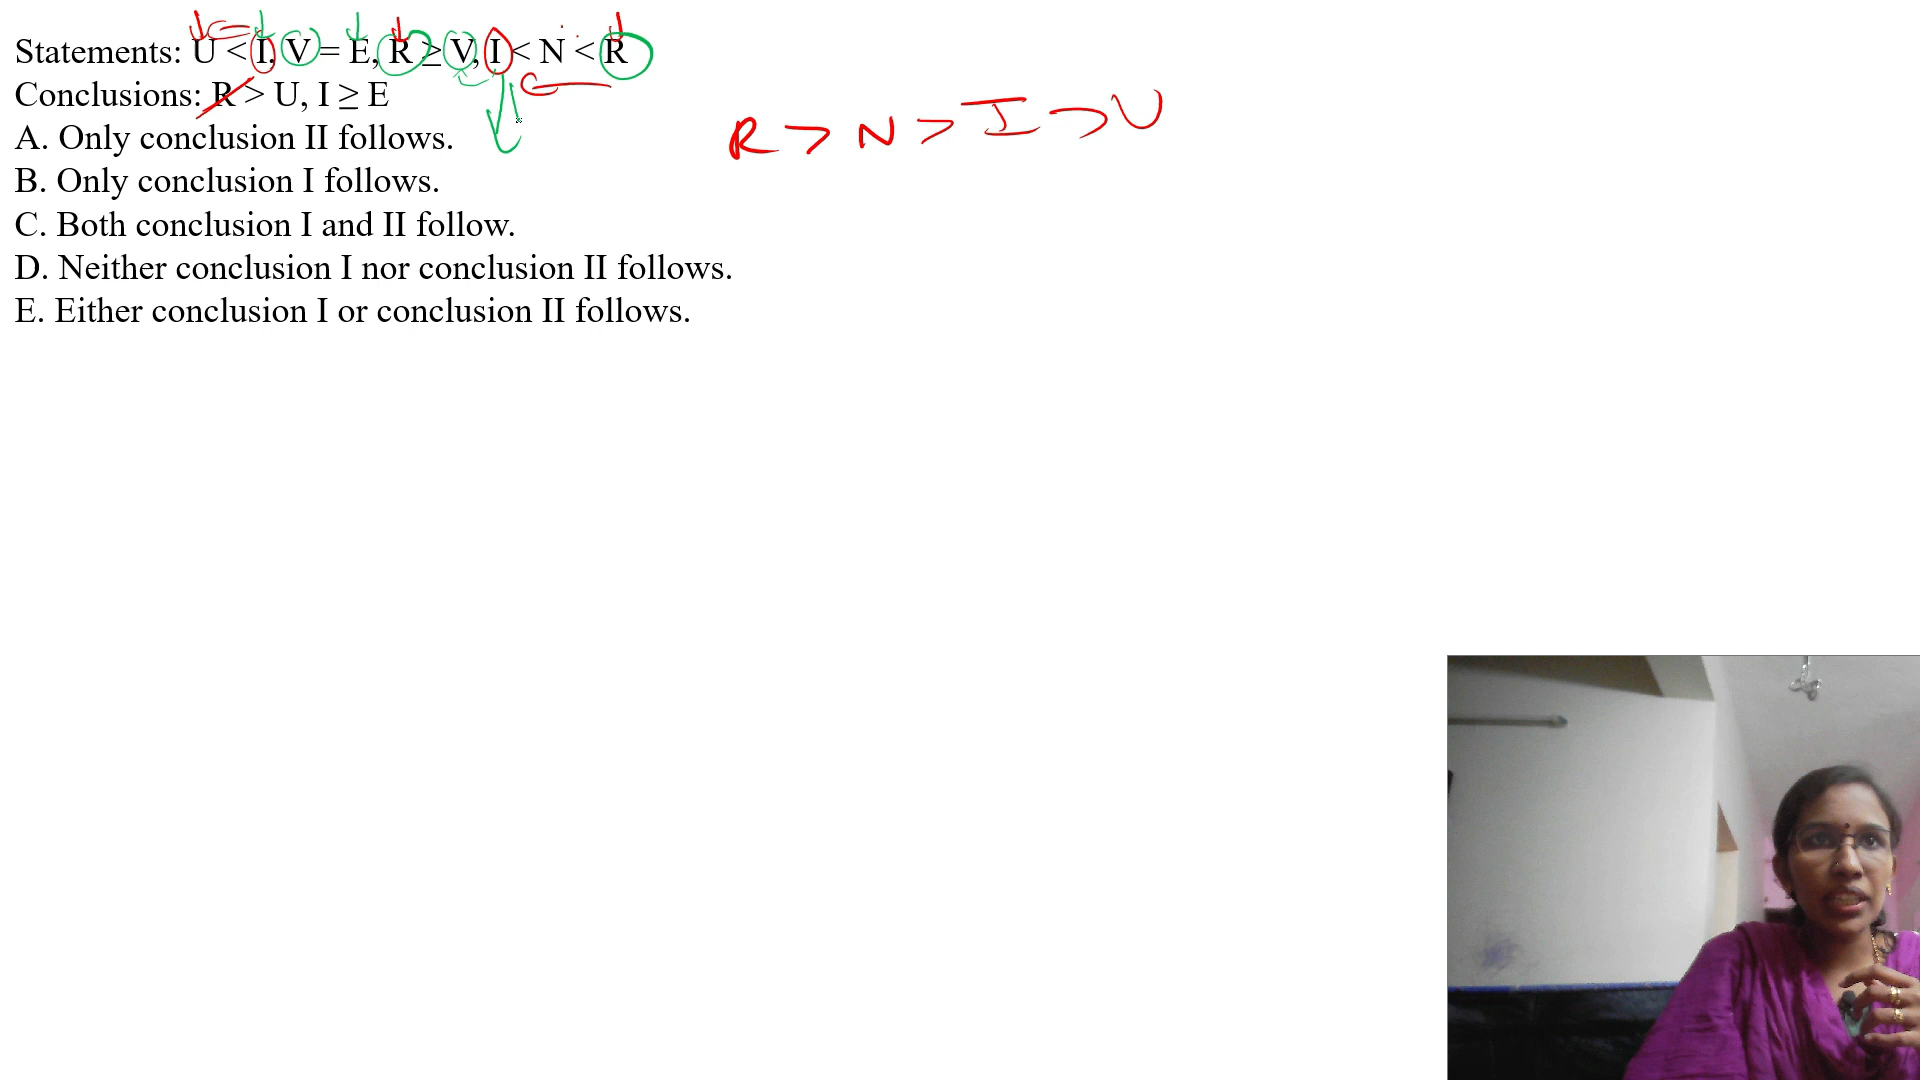 Statements: U < I, V = E, R ≥ V, I < N < R
Conclusions: R > U, I ≥ E
R > N > I > U
A. Only conclusion II follows.
B. Only conclusion I follows.
C. Both conclusion I and II follow.
D. Neither conclusion I nor conclusion II follows.
E. Either conclusion I or conclusion II follows.